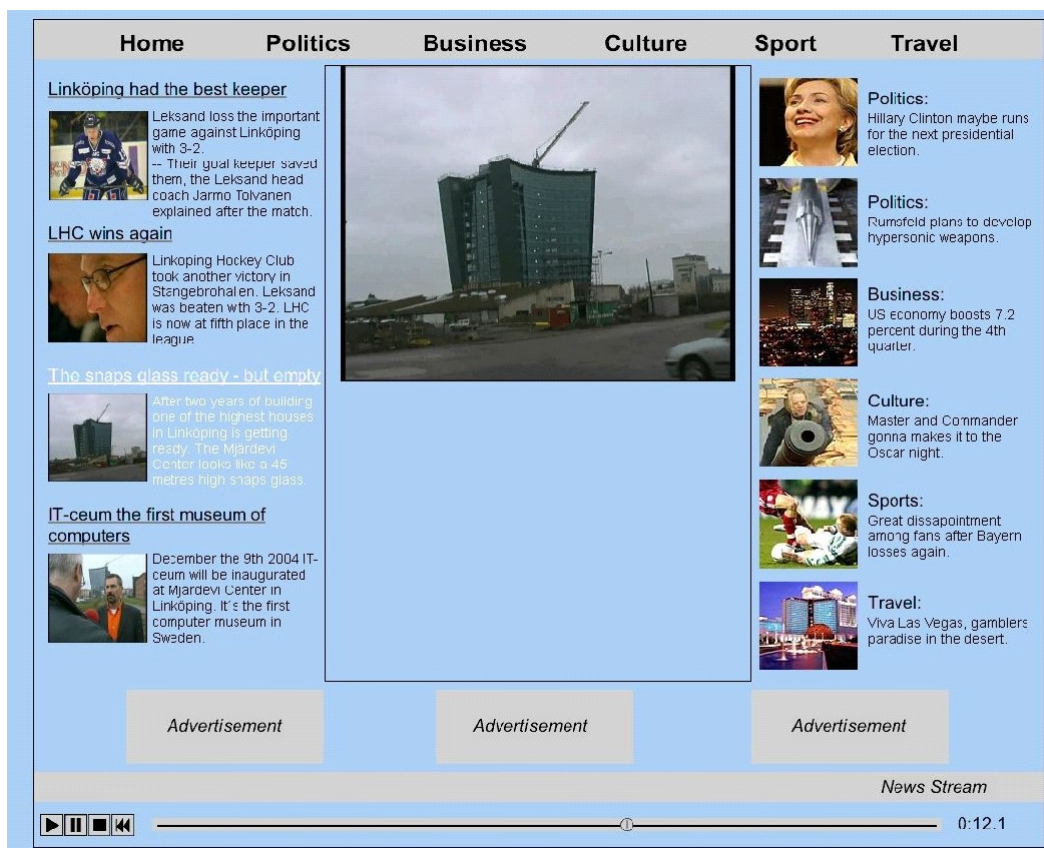 Home Politics Business Culture Sport Travel
Linköping had the best keeper
Leksand loss the important
game against Linköping
with 3-2.
-- Their goal keeper saved
them, the Leksand head
coach Jarmo Tolvanen
explained after the match.
LHC wins again
Linkoping Hockey Club
took another victory in
Stangebrohallen. Leksand
was beaten with 3-2. LHC
is now at fifth place in the
league
The snaps glass ready - but empty
After two years of building
one of the highest houses
in Linköping is getting
ready. The Mjärdevi
Center looks like a 45
metres high snaps glass.
IT-ceum the first museum of
computers
December the 9th 2004 IT-
ceum will be inaugurated
at Mjardevi Center in
Linköping. It´s the first
computer museum in
Sweden.
Politics:
Hillary Clinton maybe runs
for the next presidential
election.
Politics:
Rumsfeld plans to develop
hypersonic weapons.
Business:
US economy boosts 7.2
percent during the 4th
quarter.
Culture:
Master and Commander
gonna makes it to the
Oscar night.
Sports:
Great dissapointment
among fans after Bayern
losses again.
Travel:
Viva Las Vegas, gamblers
paradise in the desert.
Advertisement Advertisement Advertisement
News Stream
0:12.1